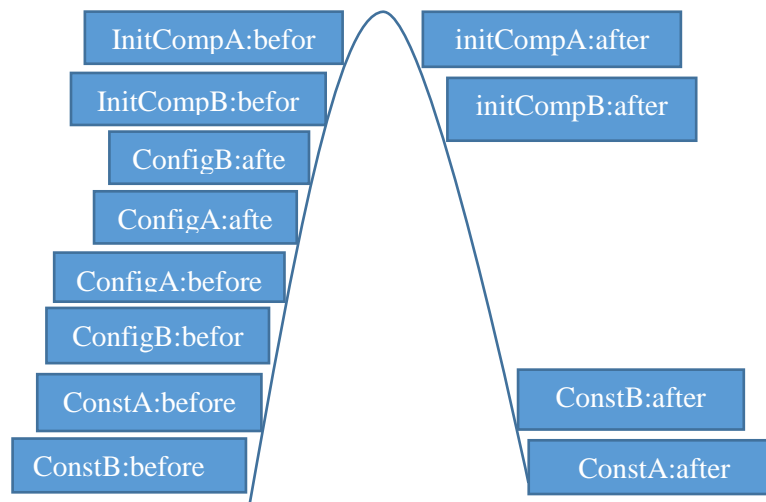 InitCompA:befor
initCompA:after
InitCompB:befor
initCompB:after
ConfigB:afte
ConfigA:afte
ConfigA:before
ConfigB:befor
ConstA:before
ConstB:after
ConstB:before
ConstA:after